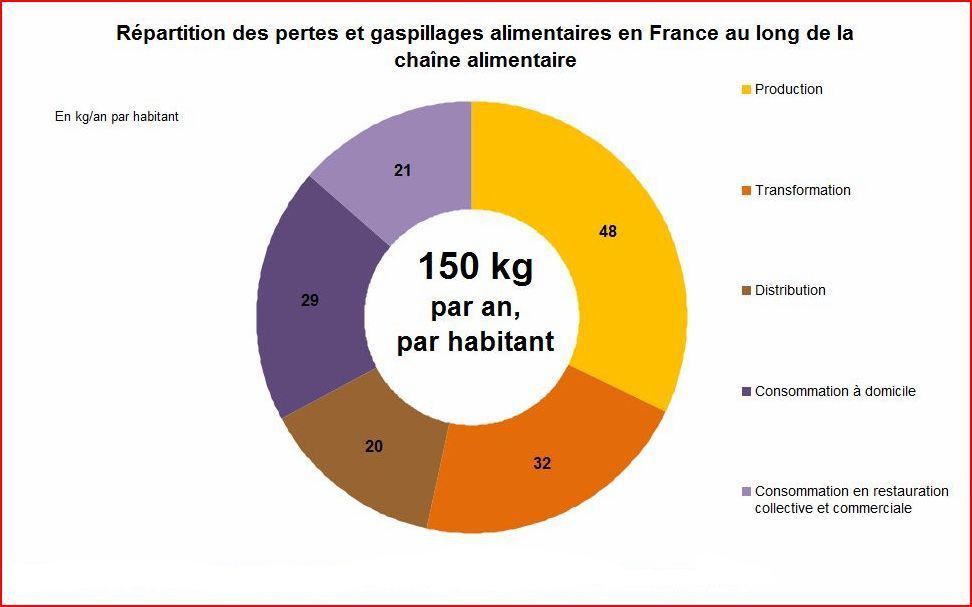 Répartition des pertes et gaspillages alimentaires en France au long de la
chaîne alimentaire
En kg/an par habitant
Production
Transformation
Distribution
Consommation à domicile
Consommation en restauration
collective et commerciale
21
48
29
20
32
150 kg
par an,
par habitant